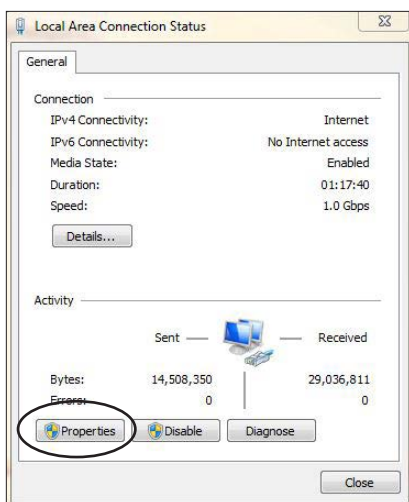 Local Area Connection Status
General
Connection
IPv4 Connectivity: Internet
IPv6 Connectivity: No Internet access
Media State: Enabled
Duration: 01:17:40
Speed: 1.0 Gbps
Details...
Activity
Sent Received
Bytes: 14,508,350 29,036,811
Errors: 0 0
Properties Disable Diagnose
Close